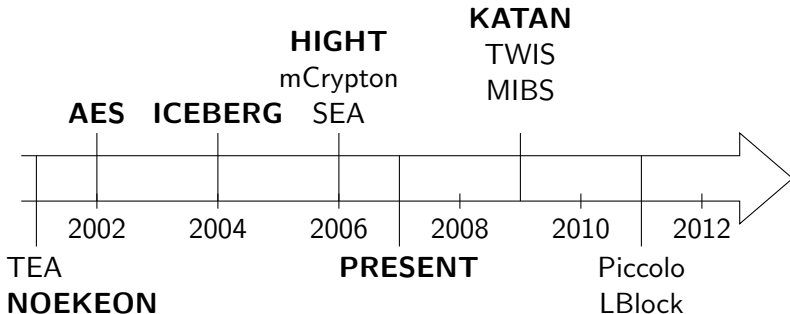 KATAN
HIGHT
TWIS
mCrypton
MIBS
AES
ICEBERG
SEA
2002
2004
2006
2008
2010
2012
TEA
PRESENT
Piccolo
NOEKEON
LBlock